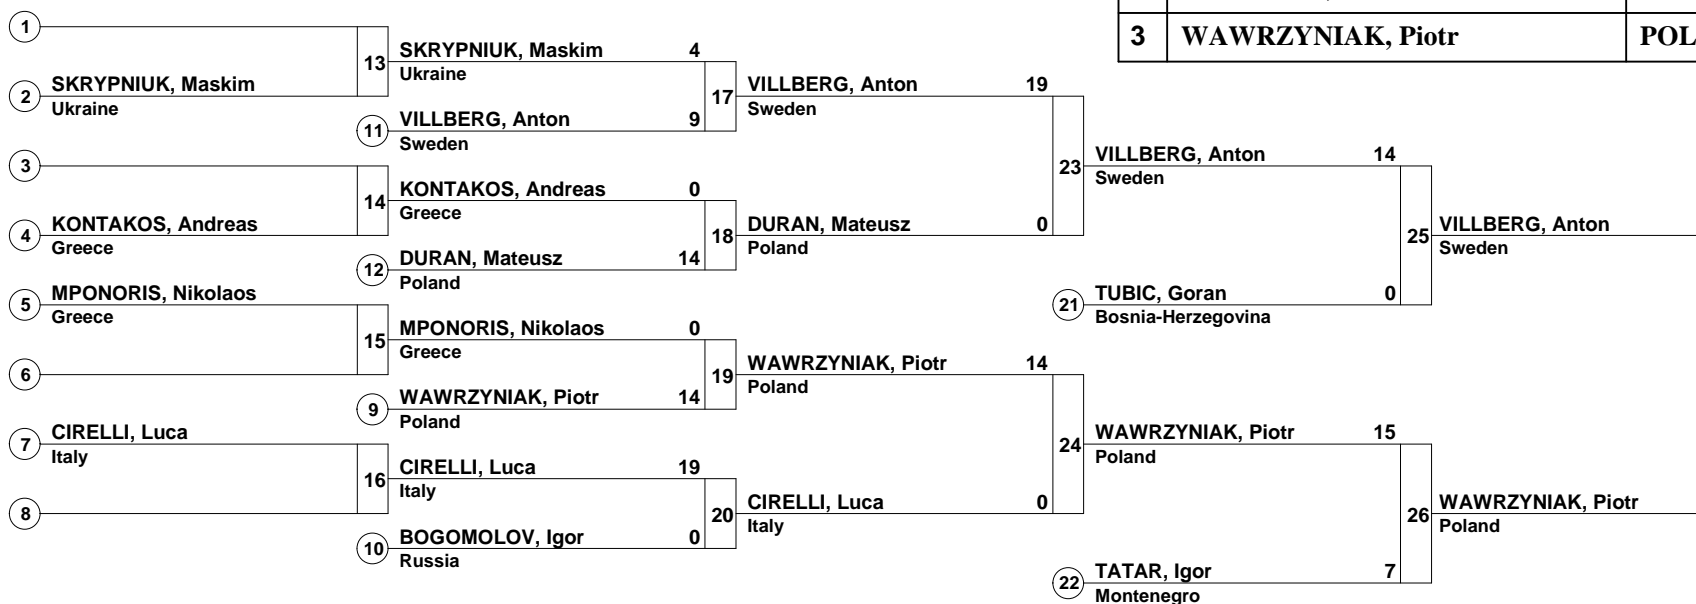 3 WAWRZYNIAK, Piotr POL
1
13 SKRYPNIUK, Maskim 4
Ukraine
2 SKRYPNIUK, Maskim
Ukraine
17 VILLBERG, Anton 19
Sweden
11 VILLBERG, Anton 9
Sweden
3
23 VILLBERG, Anton 14
Sweden
14 KONTAKOS, Andreas 0
Greece
4 KONTAKOS, Andreas
Greece
18 DURAN, Mateusz 0
Poland
25 VILLBERG, Anton
Sweden
12 DURAN, Mateusz 14
Poland
5 MPONORIS, Nikolaos
Greece
21 TUBIC, Goran 0
Bosnia-Herzegovina
15 MPONORIS, Nikolaos 0
Greece
6
19 WAWRZYNIAK, Piotr 14
Poland
9 WAWRZYNIAK, Piotr 14
Poland
7 CIRELLI, Luca
Italy
24 WAWRZYNIAK, Piotr 15
Poland
16 CIRELLI, Luca 19
Italy
8
20 CIRELLI, Luca 0
Italy
26 WAWRZYNIAK, Piotr
Poland
10 BOGOMOLOV, Igor 0
Russia
22 TATAR, Igor 7
Montenegro